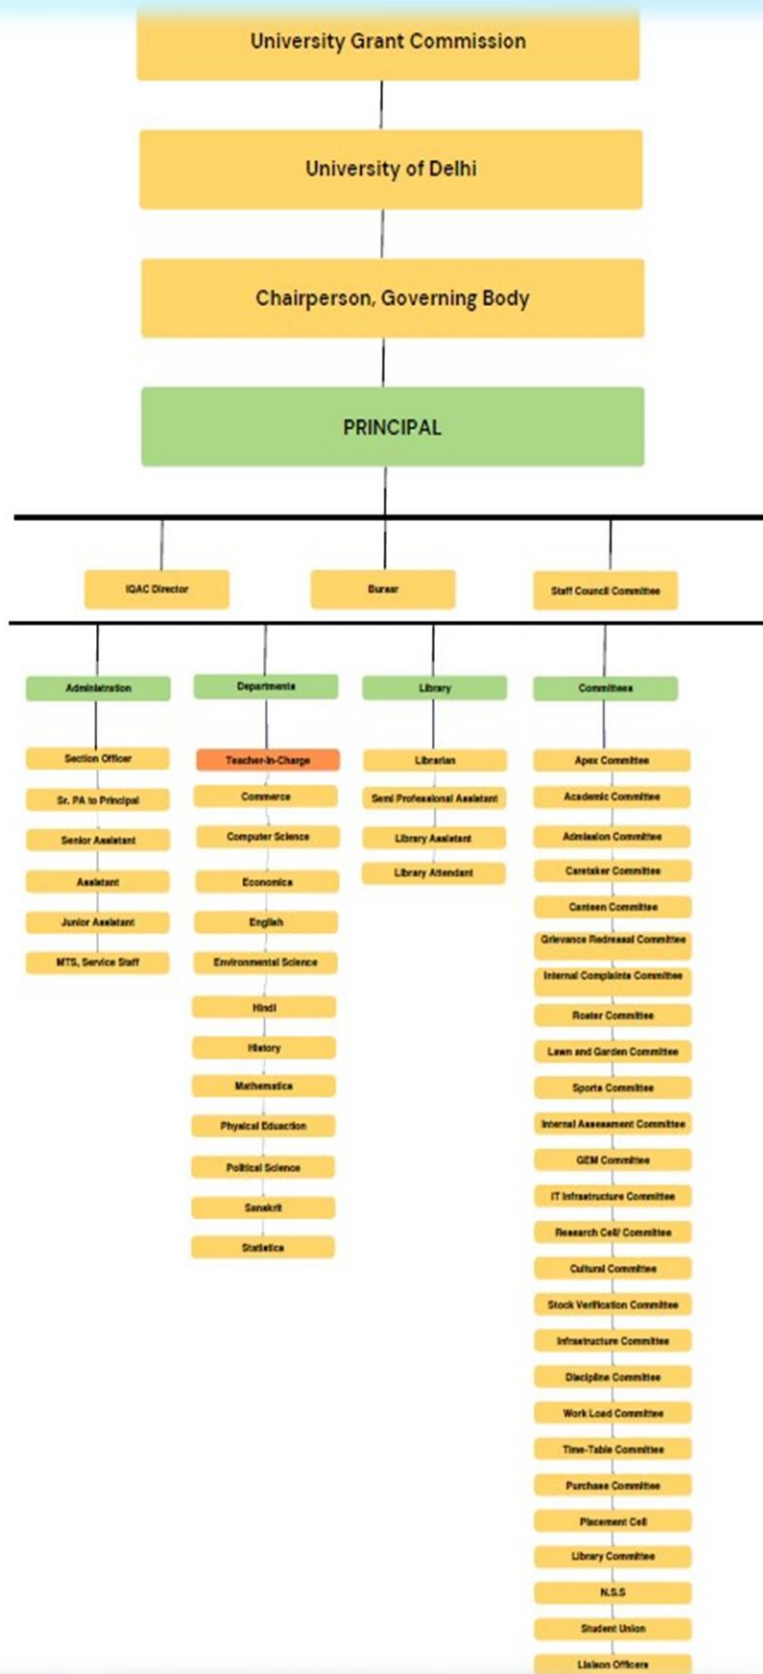 University Grant Commission
University of Delhi
Chairperson, Governing Body
PRINCIPAL
IQAC Director
Bursar
Staff Council Committee
Administration
Departments
Library
Committees
Section Officer
Sr. PA to Principal
Senior Assistant
Assistant
Junior Assistant
MTS, Service Staff
Teacher-In-Charge
Commerce
Computer Science
Economics
English
Environmental Science
Hindi
History
Mathematics
Physical Eduaction
Political Science
Sanskrit
Statistics
Librarian
Semi Professional Assistant
Library Assistant
Library Attendant
Apex Committee
Academic Committee
Admission Committee
Caretaker Committee
Canteen Committee
Grievance Redressal Committee
Internal Complaints Committee
Roster Committee
Lawn and Garden Committee
Sports Committee
Internal Assessment Committee
GEM Committee
IT Infrastructure Committee
Research Cell/ Committee
Cultural Committee
Stock Verification Committee
Infrastructure Committee
Discipline Committee
Work Load Committee
Time-Table Committee
Purchase Committee
Placement Cell
Library Committee
N.S.S
Student Union
Liaison Officers